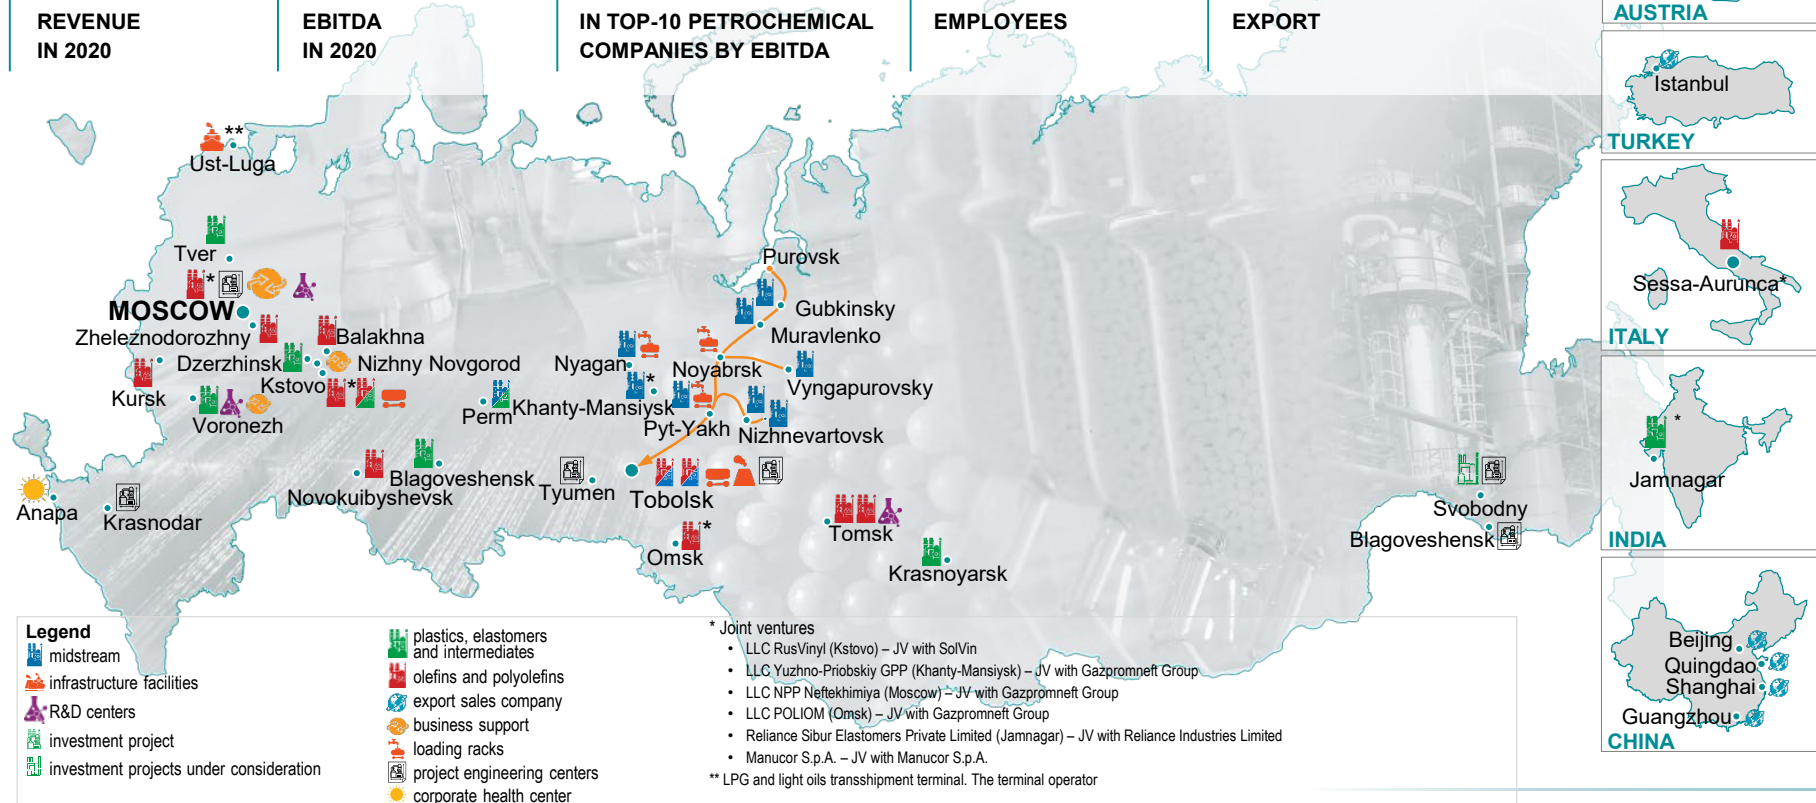 REVENUE
IN 2020
EBITDA
IN 2020
IN TOP-10 PETROCHEMICAL
COMPANIES BY EBITDA
EMPLOYEES
EXPORT
AUSTRIA
Istanbul
TURKEY
Sessa-Aurunca*
ITALY
*
Jamnagar
INDIA
Beijing
Quingdao
Shanghai
Guangzhou
CHINA
**
Ust-Luga
Tver
*
MOSCOW
Zheleznodorozhny
Balakhna
Dzerzhinsk
Nizhny Novgorod
Kstovo
*
Kursk
Voronezh
Perm
Purovsk
Gubkinsky
Muravlenko
Nyagan
Noyabrsk
Vyngapurovsky
*
Khanty-Mansiysk
Pyt-Yakh
Nizhnevartovsk
Blagoveshensk
Novokuibyshevsk
Tyumen
Tobolsk
Anapa
Krasnodar
*
Omsk
Tomsk
Krasnoyarsk
Svobodny
Blagoveshensk
Legend
midstream
infrastructure facilities
R&D centers
investment project
investment projects under consideration
plastics, elastomers
and intermediates
olefins and polyolefins
export sales company
business support
loading racks
project engineering centers
corporate health center
* Joint ventures
• LLC RusVinyl (Kstovo) – JV with SolVin
• LLC Yuzhno-Priobskiy GPP (Khanty-Mansiysk) – JV with Gazpromneft Group
• LLC NPP Neftekhimiya (Moscow) – JV with Gazpromneft Group
• LLC POLIOM (Omsk) – JV with Gazpromneft Group
• Reliance Sibur Elastomers Private Limited (Jamnagar) – JV with Reliance Industries Limited
• Manucor S.p.A. – JV with Manucor S.p.A.
** LPG and light oils transshipment terminal. The terminal operator